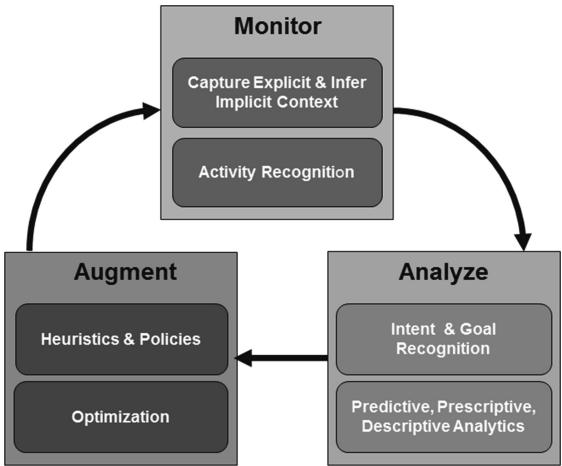 Monitor
Capture Explicit & Infer
Implicit Context
Activity Recognition
Augment
Heuristics & Policies
Optimization
Analyze
Intent & Goal
Recognition
Predictive, Prescriptive,
Descriptive Analytics